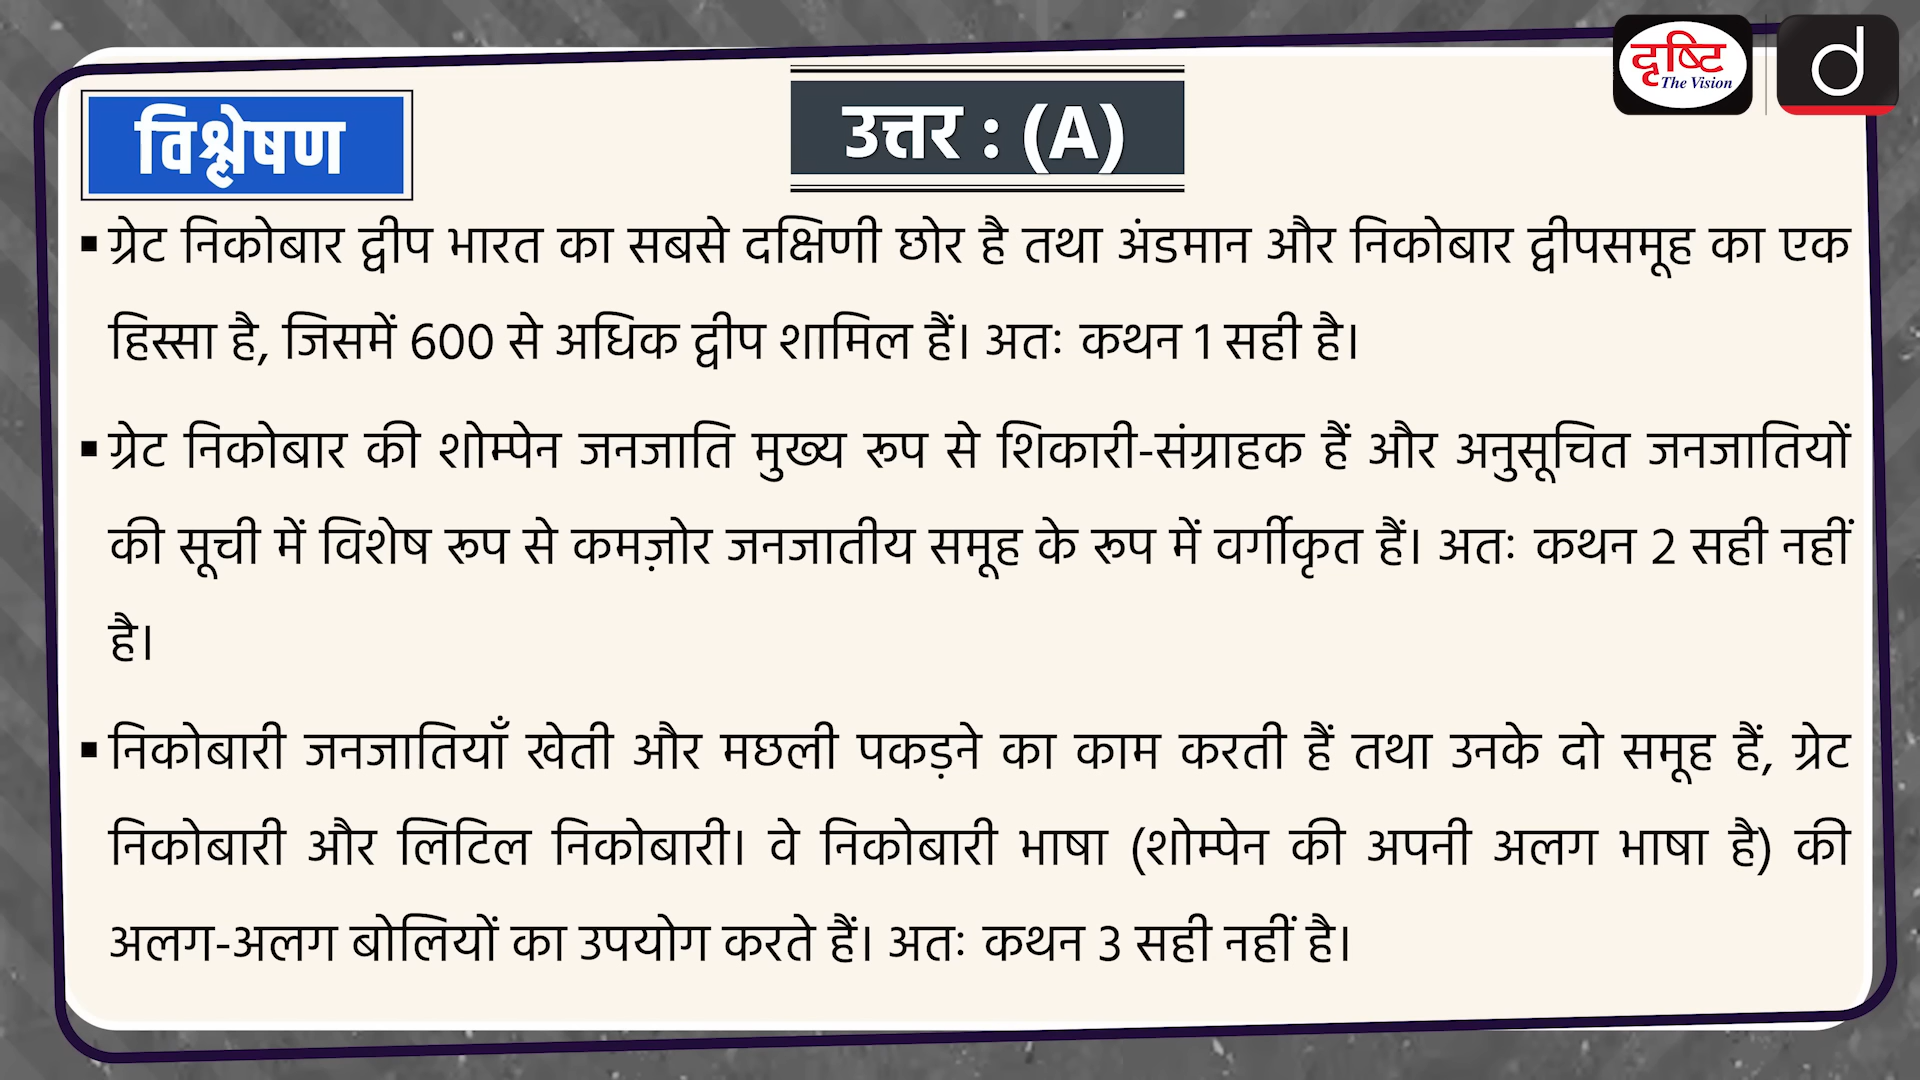 दृष्टि
The Vision
d
विश्लेषण
उत्तर : (A)
▪ ग्रेट निकोबार द्वीप भारत का सबसे दक्षिणी छोर है तथा अंडमान और निकोबार द्वीपसमूह का एक
हिस्सा है, जिसमें 600 से अधिक द्वीप शामिल हैं। अतः कथन 1 सही है।
▪ ग्रेट निकोबार की शोम्पेन जनजाति मुख्य रूप से शिकारी-संग्राहक हैं और अनुसूचित जनजातियों
की सूची में विशेष रूप से कमज़ोर जनजातीय समूह के रूप में वर्गीकृत हैं। अतः कथन 2 सही नहीं
है।
▪ निकोबारी जनजातियाँ खेती और मछली पकड़ने का काम करती हैं तथा उनके दो समूह हैं, ग्रेट
निकोबारी और लिटिल निकोबारी। वे निकोबारी भाषा (शोम्पेन की अपनी अलग भाषा है) की
अलग-अलग बोलियों का उपयोग करते हैं। अतः कथन 3 सही नहीं है।